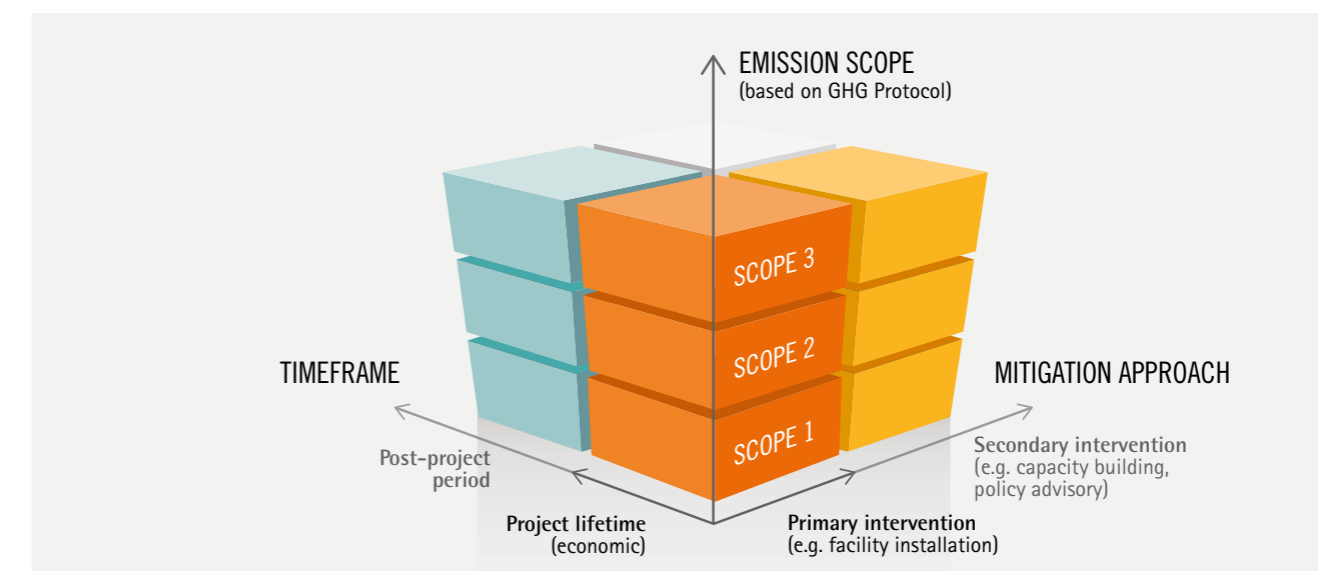 EMISSION SCOPE
(based on GHG Protocol)
SCOPE 3
SCOPE 2
SCOPE 1
TIMEFRAME
Post-project
period
Project lifetime
(economic)
MITIGATION APPROACH
Secondary intervention
(e.g. capacity building,
policy advisory)
Primary intervention
(e.g. facility installation)